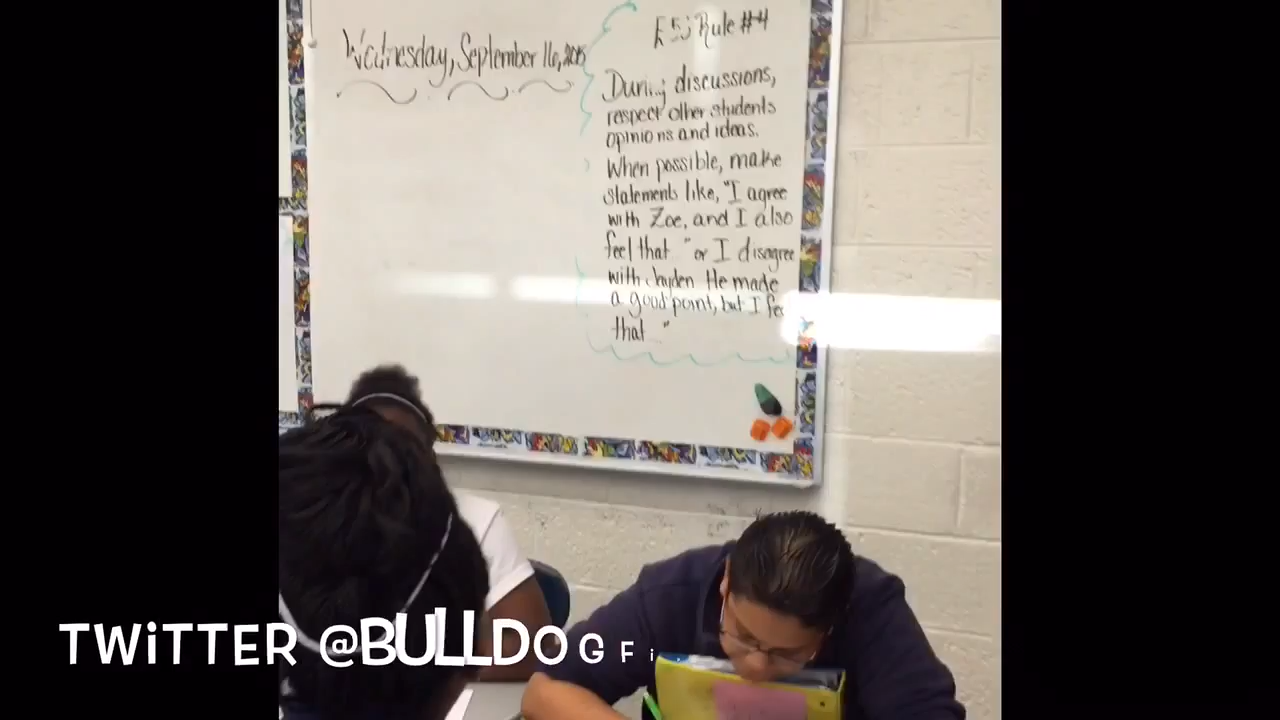 Wednesday, September 16, 2015
Rule #4
During discussions,
respect other students
opinions and ideas.
When possible, make
statements like, "I agree
with Zoe, and I also
feel that..." or I disagree
with Jayden. He made
a good point, but I fee
that..."
TWiTTER @BULLDOG Fi